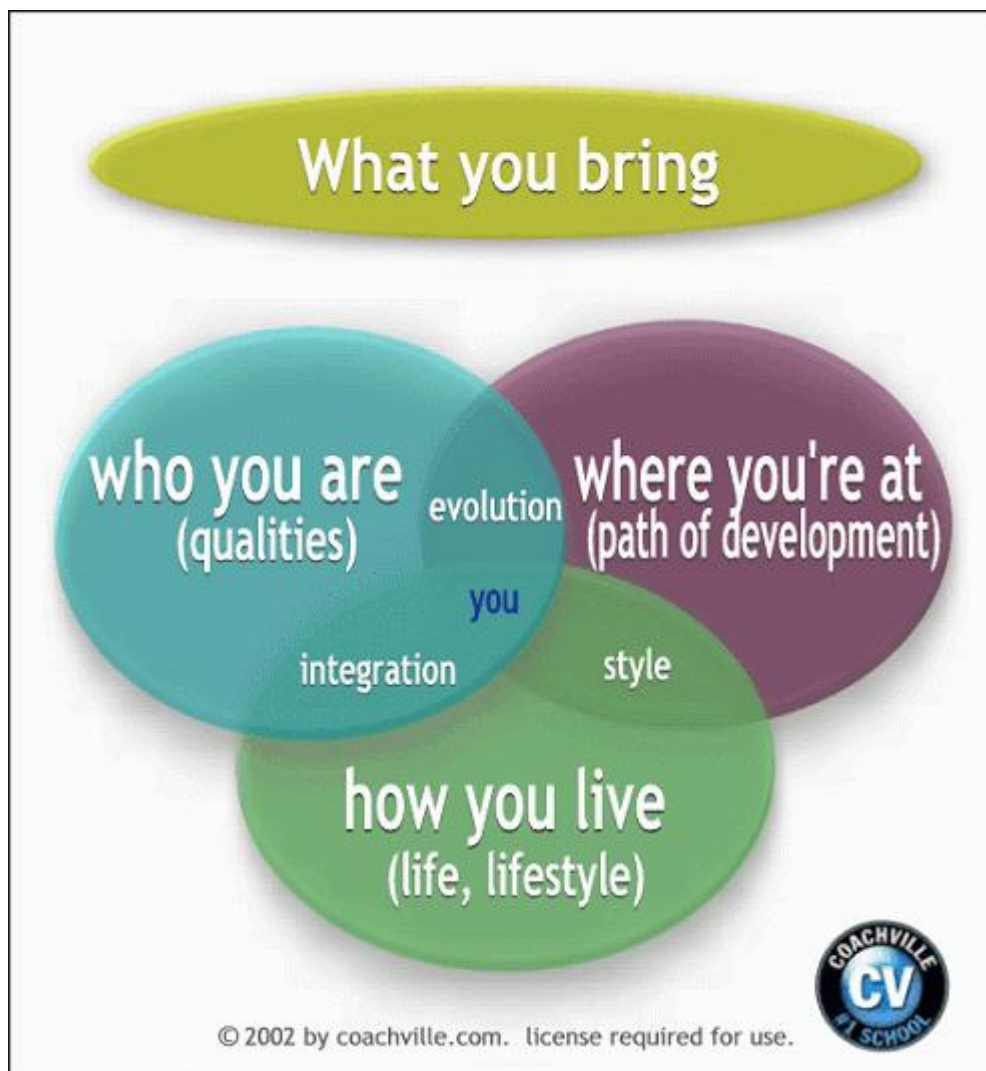 What you bring
who you are
(qualities)
evolution
where you're at
(path of development)
you
integration
style
how you live
(life, lifestyle)
COACHVILLE
CV
#1 SCHOOL
© 2002 by coachville.com. license required for use.